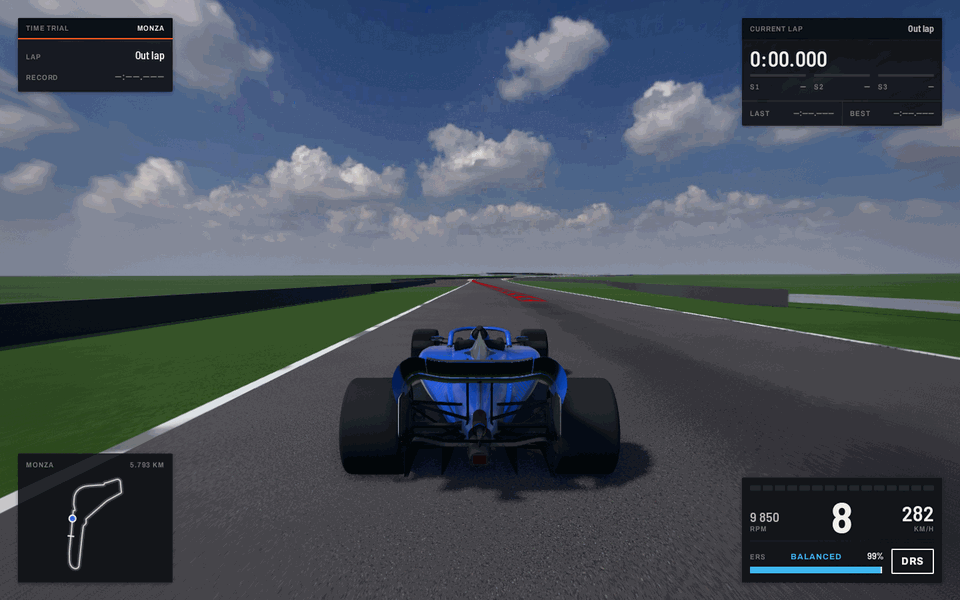 TIME TRIAL MONZA
LAP Out lap
RECORD --:--.---
CURRENT LAP Out lap
0:00.000
S1 – S2 – S3 –
LAST --:--.--- BEST --:--.---
MONZA 5.793 KM
9 850 8 282
RPM KM/H
ERS BALANCED 99% DRS